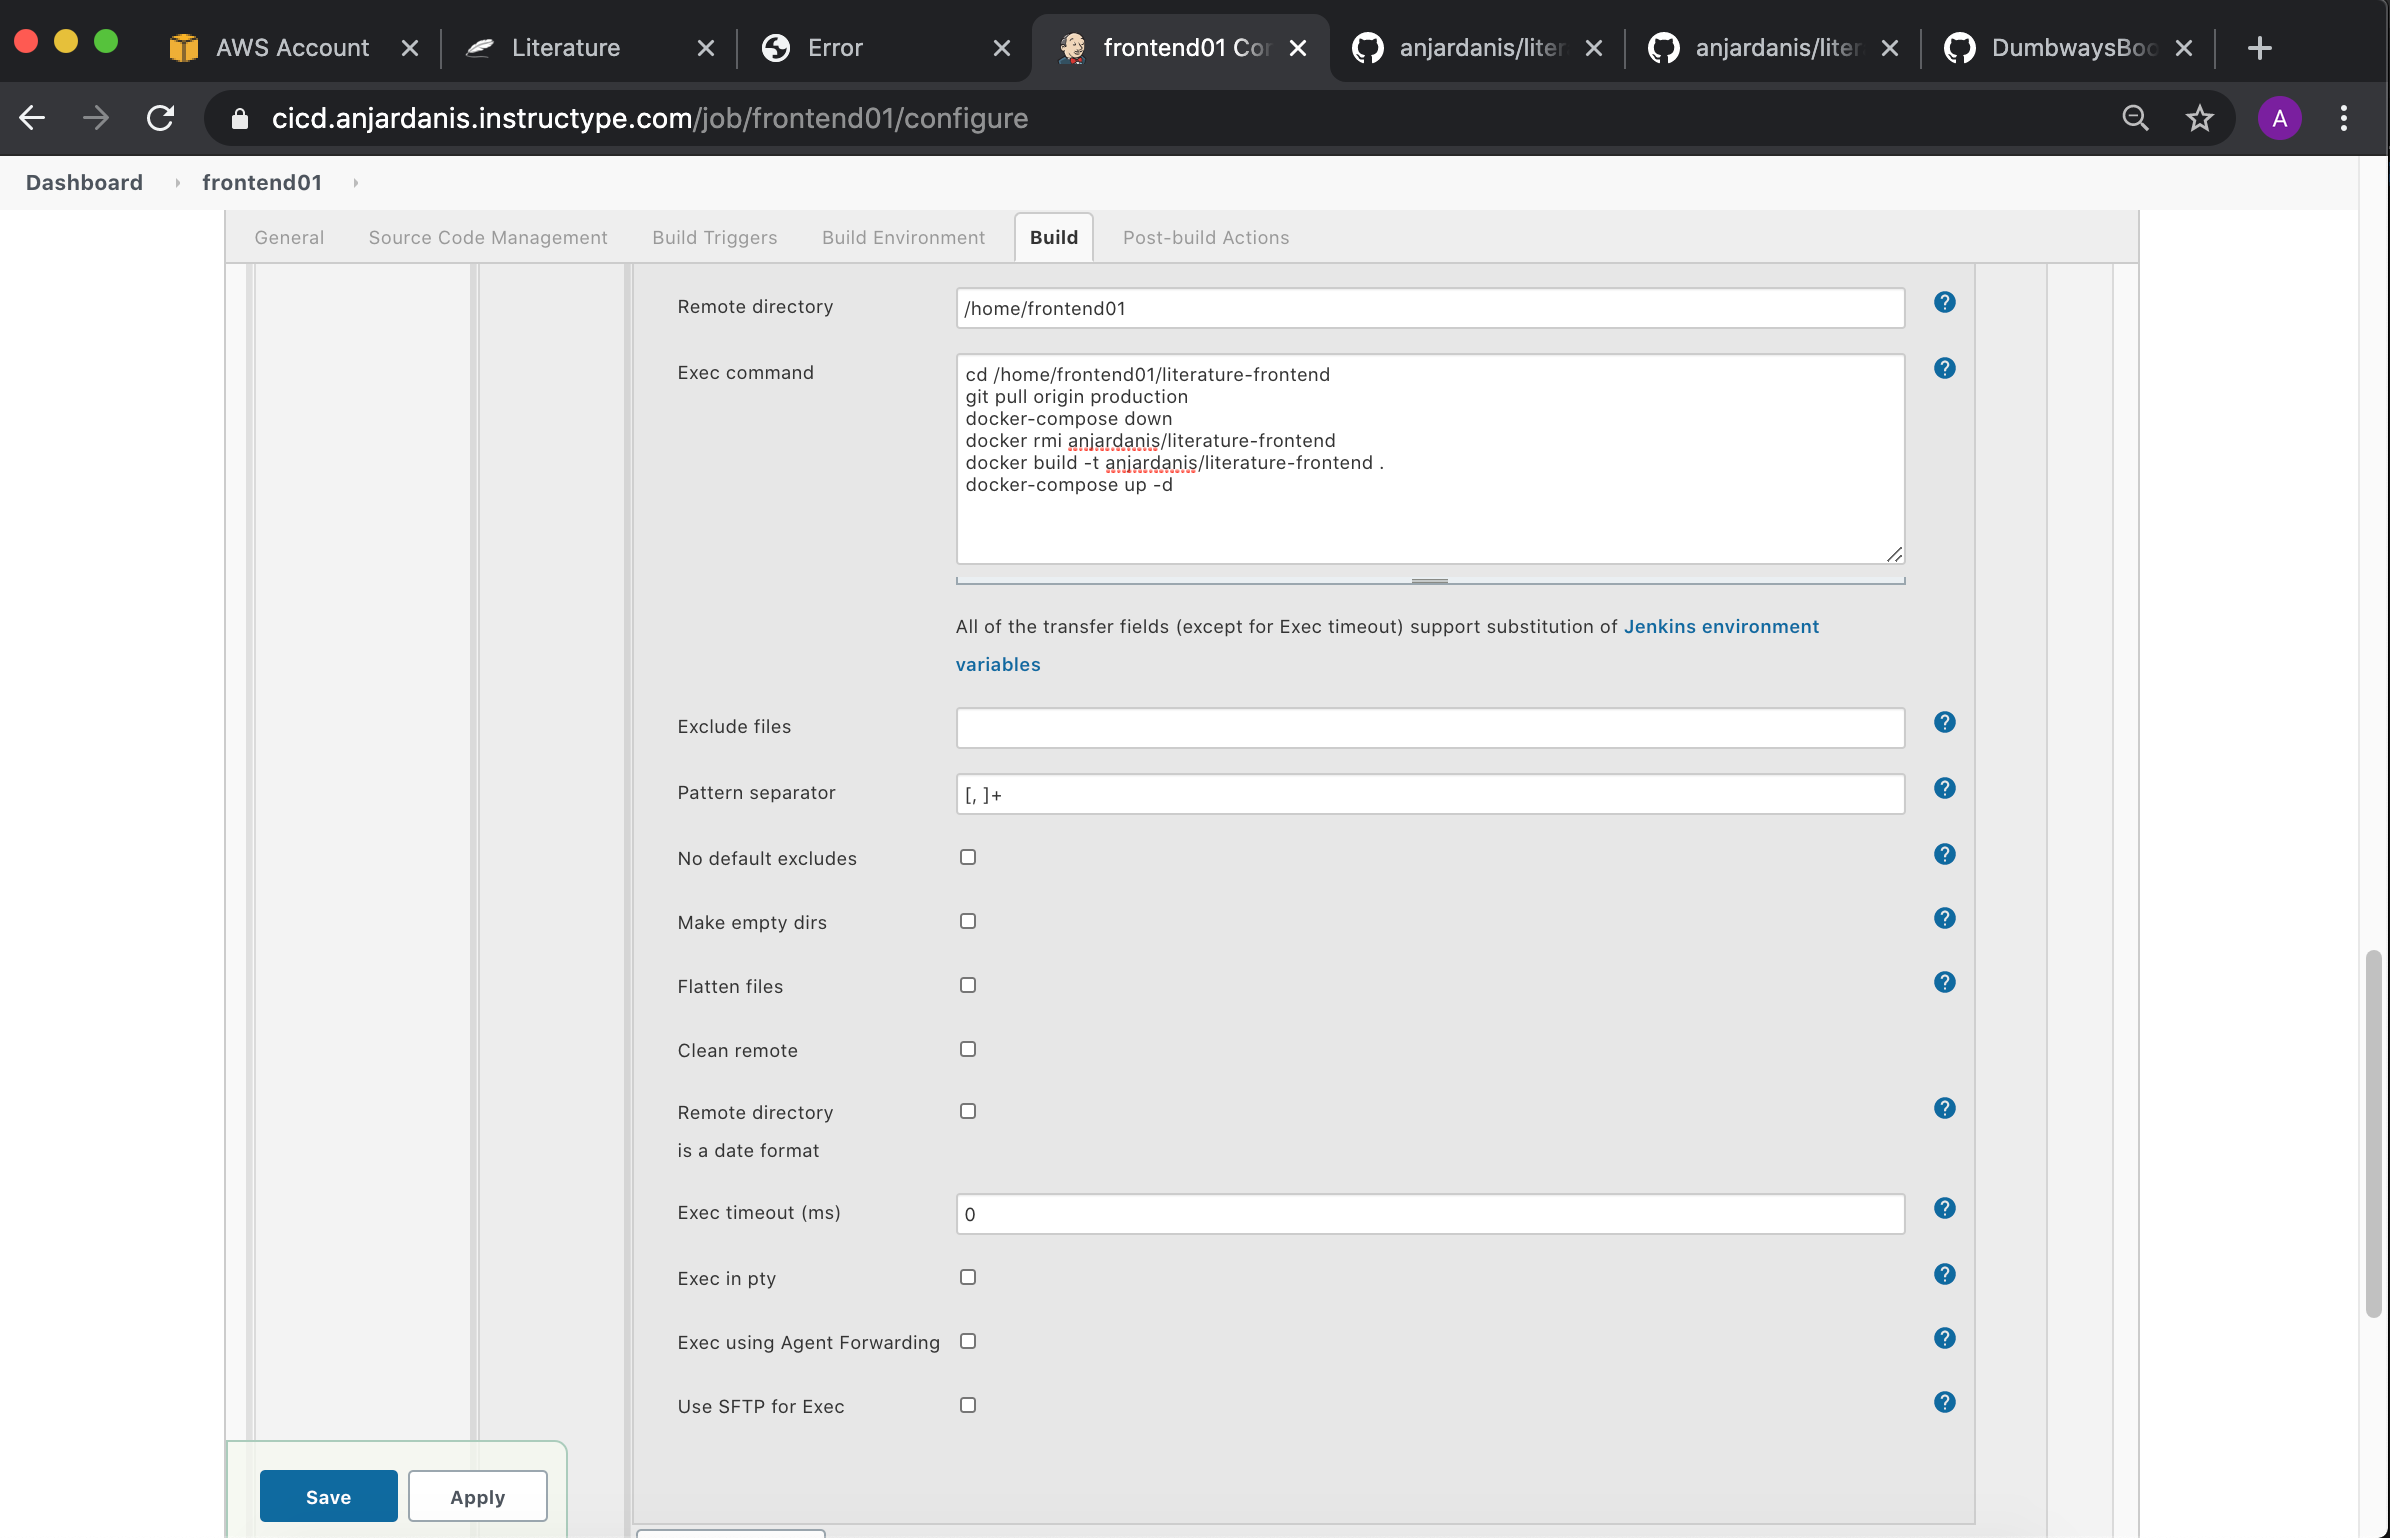 AWS Account
Literature
Error
frontend01 Cor
anjardanis/liter
anjardanis/liter
DumbwaysBoo
cicd.anjardanis.instructype.com/job/frontend01/configure
A
Dashboard
frontend01
General
Source Code Management
Build Triggers
Build Environment
Build
Post-build Actions
Remote directory
/home/frontend01
?
Exec command
cd /home/frontend01/literature-frontend
git pull origin production
docker-compose down
docker rmi anjardanis/literature-frontend
docker build -t anjardanis/literature-frontend .
docker-compose up -d
?
All of the transfer fields (except for Exec timeout) support substitution of Jenkins environment
variables
Exclude files
?
Pattern separator
[, ]+
?
No default excludes
?
Make empty dirs
?
Flatten files
?
Clean remote
Remote directory
is a date format
?
Exec timeout (ms)
0
?
Exec in pty
?
Exec using Agent Forwarding
?
Use SFTP for Exec
?
Save
Apply